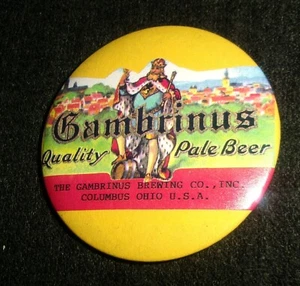 Gambrinus
Quality Pale Beer
THE GAMBRINUS BREWING CO., INC.
COLUMBUS OHIO U.S.A.